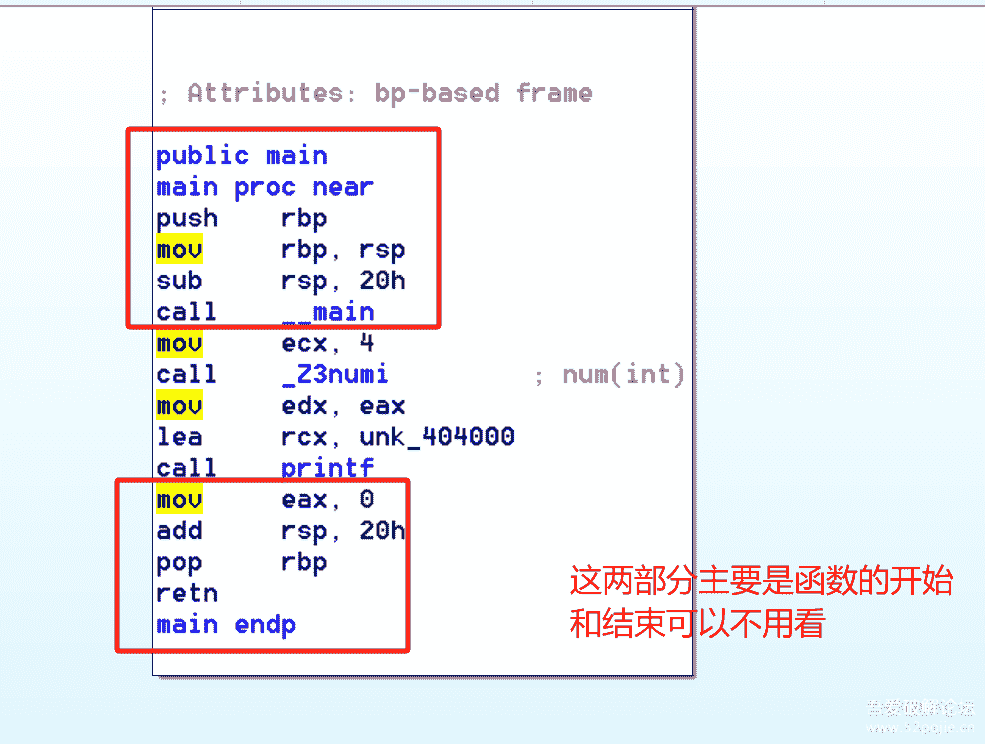 ; Attributes: bp-based frame
public main
main proc near
push rbp
mov rbp, rsp
sub rsp, 20h
call __main
mov ecx, 4
call _Z3numi ; num(int)
mov edx, eax
lea rcx, unk_404000
call printf
mov eax, 0
add rsp, 20h
pop rbp
retn
main endp
这两部分主要是函数的开始
和结束可以不用看